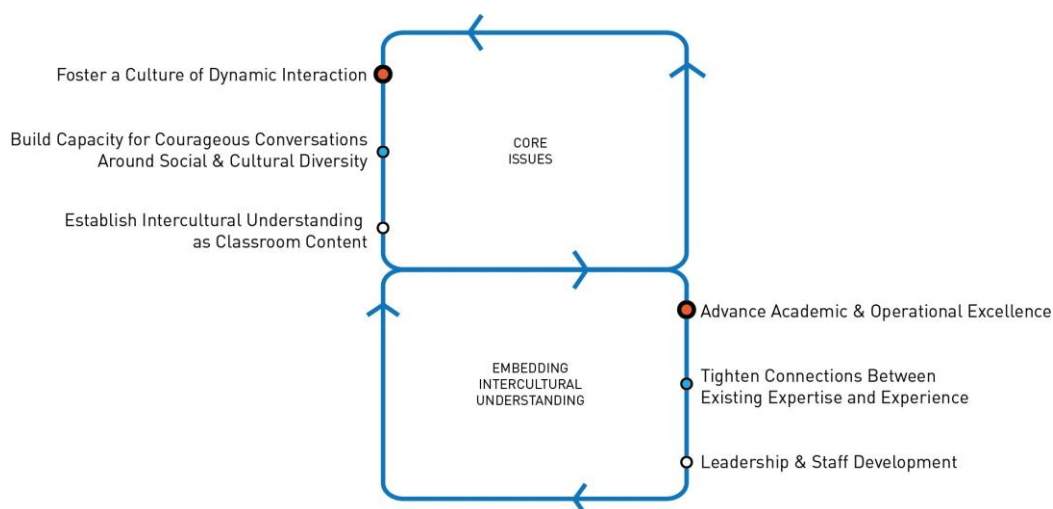 Foster a Culture of Dynamic Interaction
Build Capacity for Courageous Conversations
Around Social & Cultural Diversity
Establish Intercultural Understanding
as Classroom Content
CORE
ISSUES
EMBEDDING
INTERCULTURAL
UNDERSTANDING
Advance Academic & Operational Excellence
Tighten Connections Between
Existing Expertise and Experience
Leadership & Staff Development